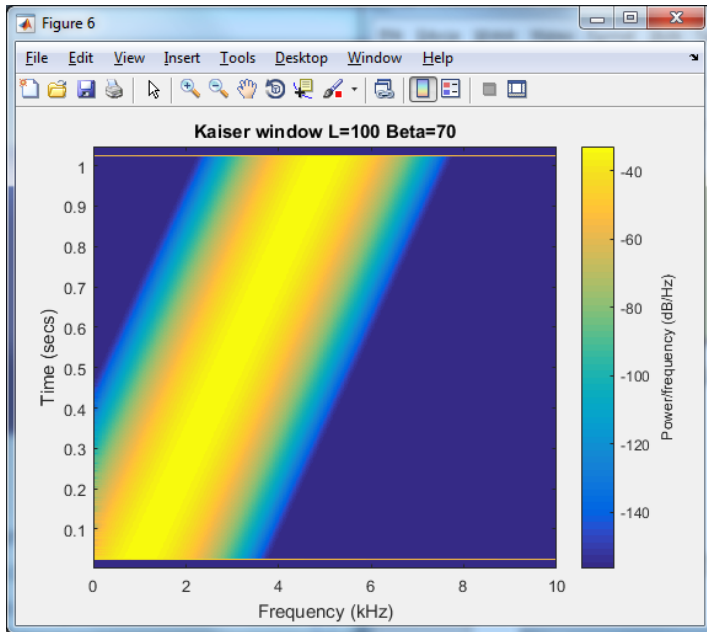 Figure 6
File Edit View Insert Tools Desktop Window Help
Kaiser window L=100 Beta=70
1
0.9
0.8
0.7
0.6
0.5
0.4
0.3
0.2
0.1
Time (secs)
0 2 4 6 8 10
Frequency (kHz)
-40
-60
-80
-100
-120
-140
Power/frequency (dB/Hz)